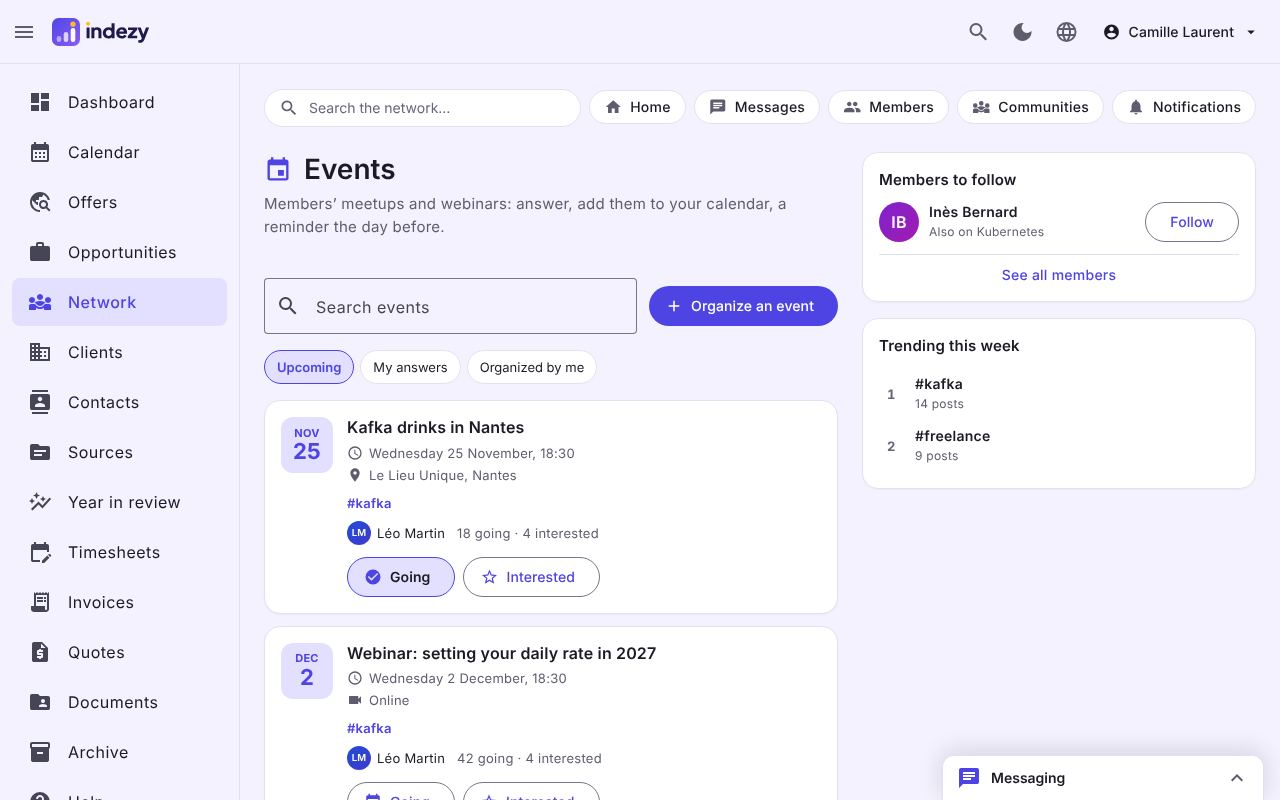 indezy
Camille Laurent
Dashboard
Calendar
Offers
Opportunities
Network
Clients
Contacts
Sources
Year in review
Timesheets
Invoices
Quotes
Documents
Archive
Search the network...
Home
Messages
Members
Communities
Notifications
Events
Members’ meetups and webinars: answer, add them to your calendar, a
reminder the day before.
Search events
Organize an event
Upcoming
My answers
Organized by me
NOV
25
Kafka drinks in Nantes
Wednesday 25 November, 18:30
Le Lieu Unique, Nantes
#kafka
LM Léo Martin 18 going · 4 interested
Going
Interested
DEC
2
Webinar: setting your daily rate in 2027
Wednesday 2 December, 18:30
Online
#kafka
LM Léo Martin 42 going · 4 interested
Going
Interested
Members to follow
IB
Inès Bernard
Also on Kubernetes
Follow
See all members
Trending this week
1
#kafka
14 posts
2
#freelance
9 posts
Messaging